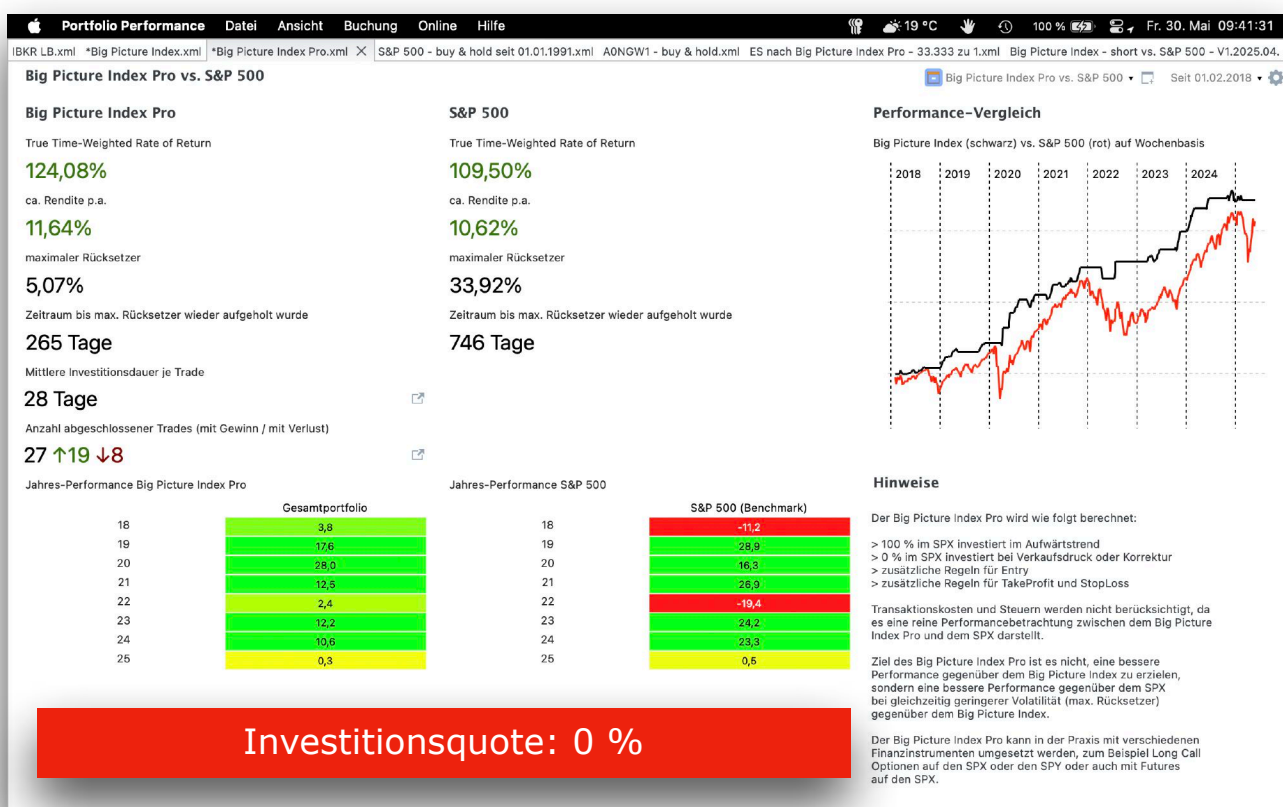 Portfolio Performance Datei Ansicht Buchung Online Hilfe 19 °C 100 % Fr. 30. Mai 09:41:31
IBKR LB.xml *Big Picture Index.xml *Big Picture Index Pro.xml S&P 500 - buy & hold seit 01.01.1991.xml A0NGW1 - buy & hold.xml ES nach Big Picture Index Pro - 33.333 zu 1.xml Big Picture Index - short vs. S&P 500 - V1.2025.04.
Big Picture Index Pro vs. S&P 500
Big Picture Index Pro vs. S&P 500 Seit 01.02.2018
Big Picture Index Pro
True Time-Weighted Rate of Return
124,08%
ca. Rendite p.a.
11,64%
maximaler Rücksetzer
5,07%
Zeitraum bis max. Rücksetzer wieder aufgeholt wurde
265 Tage
Mittlere Investitionsdauer je Trade
28 Tage
Anzahl abgeschlossener Trades (mit Gewinn / mit Verlust)
27 ↑19 ↓8
Jahres-Performance Big Picture Index Pro
Gesamtportfolio
18 3,8
19 17,6
20 28,0
21 12,5
22 2,4
23 12,2
24 10,6
25 0,3
S&P 500
True Time-Weighted Rate of Return
109,50%
ca. Rendite p.a.
10,62%
maximaler Rücksetzer
33,92%
Zeitraum bis max. Rücksetzer wieder aufgeholt wurde
746 Tage
Jahres-Performance S&P 500
S&P 500 (Benchmark)
18 -11,2
19 28,9
20 16,3
21 26,9
22 -19,4
23 24,2
24 23,3
25 0,5
Performance-Vergleich
Big Picture Index (schwarz) vs. S&P 500 (rot) auf Wochenbasis
2018 2019 2020 2021 2022 2023 2024
Hinweise
Der Big Picture Index Pro wird wie folgt berechnet:
> 100 % im SPX investiert im Aufwärtstrend
> 0 % im SPX investiert bei Verkaufsdruck oder Korrektur
> zusätzliche Regeln für Entry
> zusätzliche Regeln für TakeProfit und StopLoss
Transaktionskosten und Steuern werden nicht berücksichtigt, da
es eine reine Performancebetrachtung zwischen dem Big Picture
Index Pro und dem SPX darstellt.
Ziel des Big Picture Index Pro ist es nicht, eine bessere
Performance gegenüber dem Big Picture Index zu erzielen,
sondern eine bessere Performance gegenüber dem SPX
bei gleichzeitig geringerer Volatilität (max. Rücksetzer)
gegenüber dem Big Picture Index.
Der Big Picture Index Pro kann in der Praxis mit verschiedenen
Finanzinstrumenten umgesetzt werden, zum Beispiel Long Call
Optionen auf den SPX oder den SPY oder auch mit Futures
auf den SPX.
Investitionsquote: 0 %